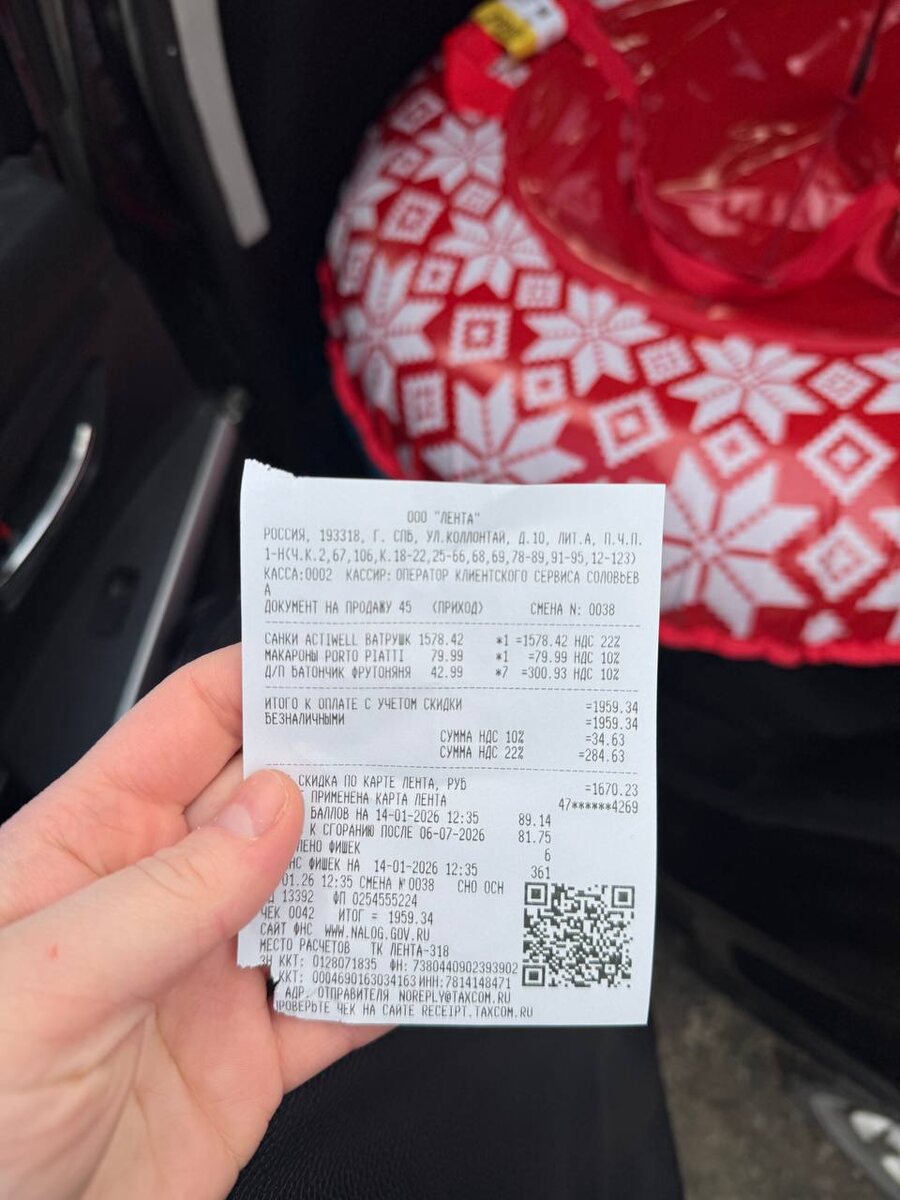 ООО "ЛЕНТА"
РОССИЯ, 193318, Г. СПБ, УЛ.КОЛЛОНТАЙ, Д.10, ЛИТ.А, П.Ч.П.
1-Н(Ч.К.2,67,106,К.18-22,25-66,68,69,78-89,91-95,12-123)
КАССА:0002 КАССИР: ОПЕРАТОР КЛИЕНТСКОГО СЕРВИСА СОЛОВЬЕВ
А
ДОКУМЕНТ НА ПРОДАЖУ 45 (ПРИХОД) СМЕНА N: 0038
САНКИ ACTIWELL ВАТРУШК 1578.42 *1 =1578.42 НДС 22%
МАКАРОНЫ PORTO PIATTI 79.99 *1 =79.99 НДС 10%
Д/П БАТОНЧИК ФРУТОНЯНЯ 42.99 *7 =300.93 НДС 10%
ИТОГО К ОПЛАТЕ С УЧЕТОМ СКИДКИ =1959.34
БЕЗНАЛИЧНЫМИ =1959.34
СУММА НДС 10% =34.63
СУММА НДС 22% =284.63
СКИДКА ПО КАРТЕ ЛЕНТА, РУБ =1670.23
ПРИМЕНЕНА КАРТА ЛЕНТА 47******4269
БАЛЛОВ НА 14-01-2026 12:35 89.14
К СГОРАНИЮ ПОСЛЕ 06-07-2026 81.75
ЛЕНО ФИШЕК 6
НС ФИШЕК НА 14-01-2026 12:35 361
01.26 12:35 СМЕНА №0038 СНО ОСН
13392 ФП 0254555224
ЧЕК 0042 ИТОГ = 1959.34
САЙТ ФНС WWW.NALOG.GOV.RU
МЕСТО РАСЧЕТОВ ТК ЛЕНТА-318
ЗН ККТ: 0128071835 ФН: 7380440902393902
ККТ: 0004690163034163 ИНН:7814148471
АДР. ОТПРАВИТЕЛЯ NOREPLY@TAXCOM.RU
ПРОВЕРЬТЕ ЧЕК НА САЙТЕ RECEIPT.TAXCOM.RU